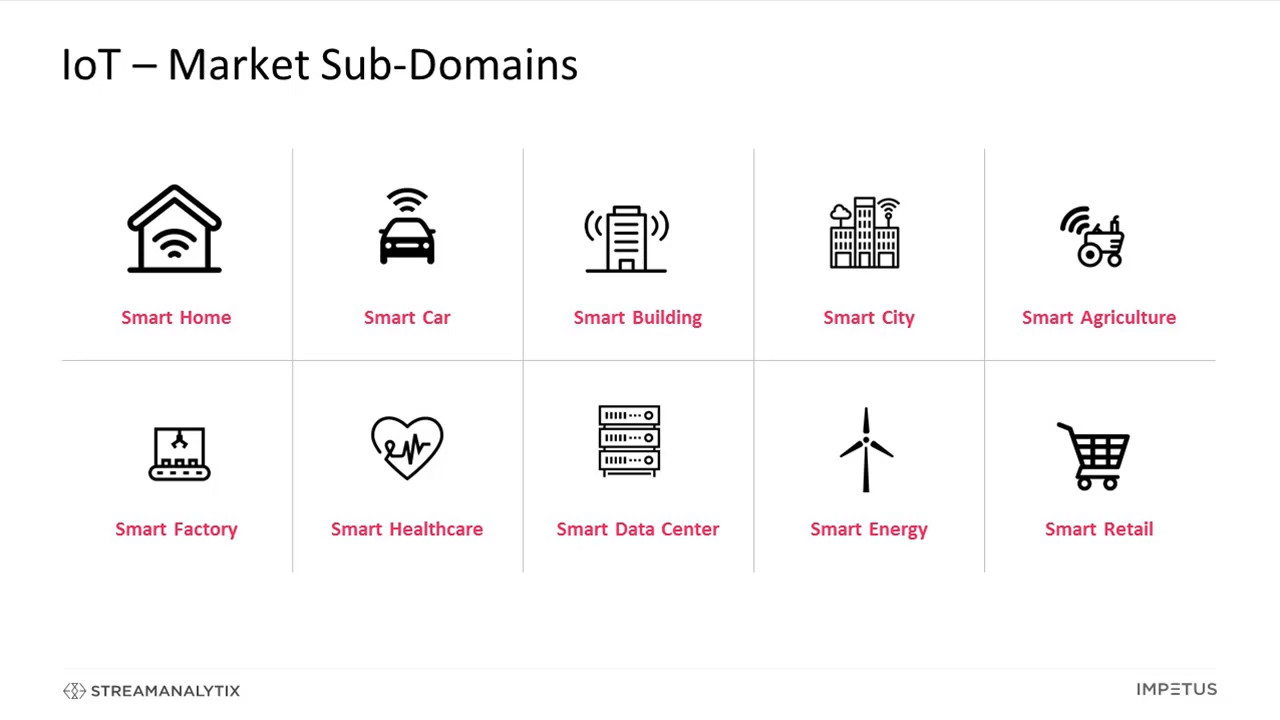 IoT – Market Sub-Domains
Smart Home
Smart Car
Smart Building
Smart City
Smart Agriculture
Smart Factory
Smart Healthcare
Smart Data Center
Smart Energy
Smart Retail
STREAMANALYTIX
IMPETUS